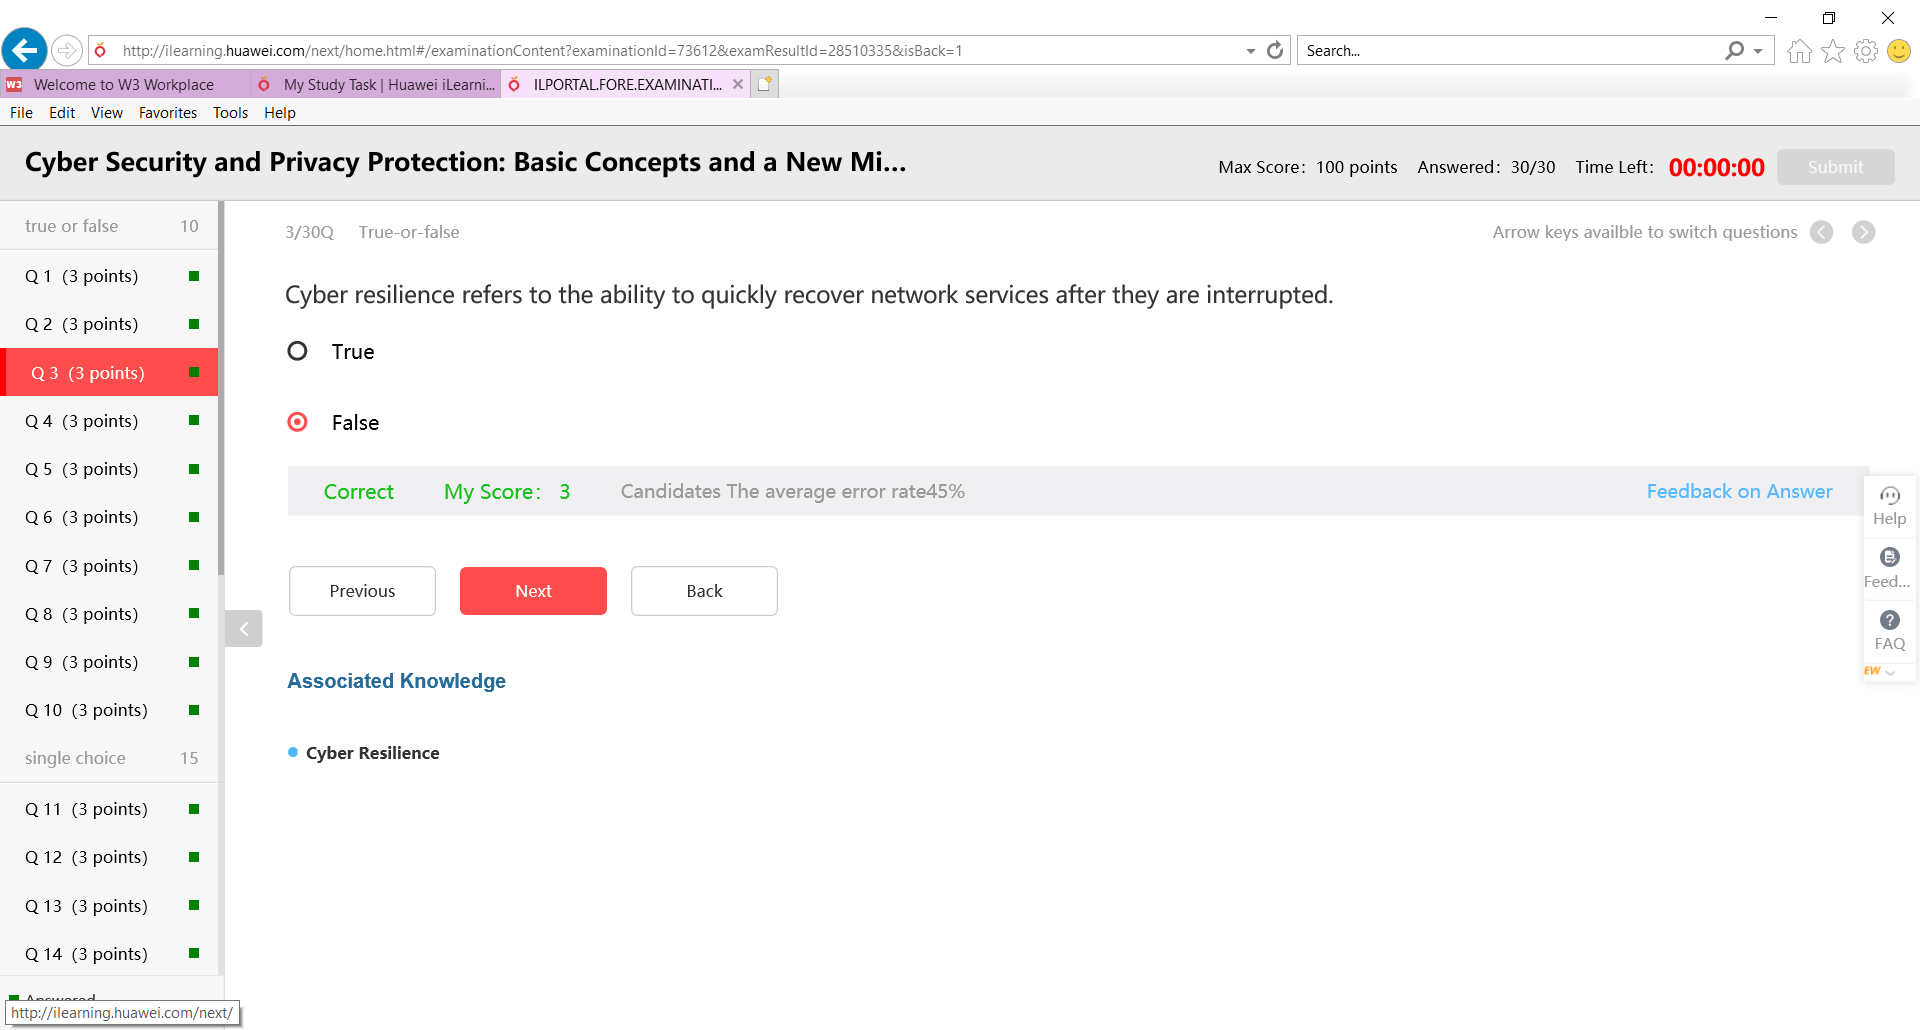 http://ilearning.huawei.com/next/home.html#/examinationContent?examinationId=73612&examResultId=28510335&isBack=1
Search...
W3 Welcome to W3 Workplace
My Study Task | Huawei iLearni...
ILPORTAL.FORE.EXAMINATI...
File Edit View Favorites Tools Help
Cyber Security and Privacy Protection: Basic Concepts and a New Mi...
Max Score: 100 points Answered: 30/30 Time Left: 00:00:00 Submit
true or false 10
Q 1 (3 points)
Q 2 (3 points)
Q 3 (3 points)
Q 4 (3 points)
Q 5 (3 points)
Q 6 (3 points)
Q 7 (3 points)
Q 8 (3 points)
Q 9 (3 points)
Q 10 (3 points)
single choice 15
Q 11 (3 points)
Q 12 (3 points)
Q 13 (3 points)
Q 14 (3 points)
Answered
http://ilearning.huawei.com/next/
3/30Q True-or-false
Arrow keys availble to switch questions
Cyber resilience refers to the ability to quickly recover network services after they are interrupted.
True
False
Correct My Score: 3 Candidates The average error rate45% Feedback on Answer
Previous Next Back
Associated Knowledge
Cyber Resilience
Help
Feed...
FAQ
EW